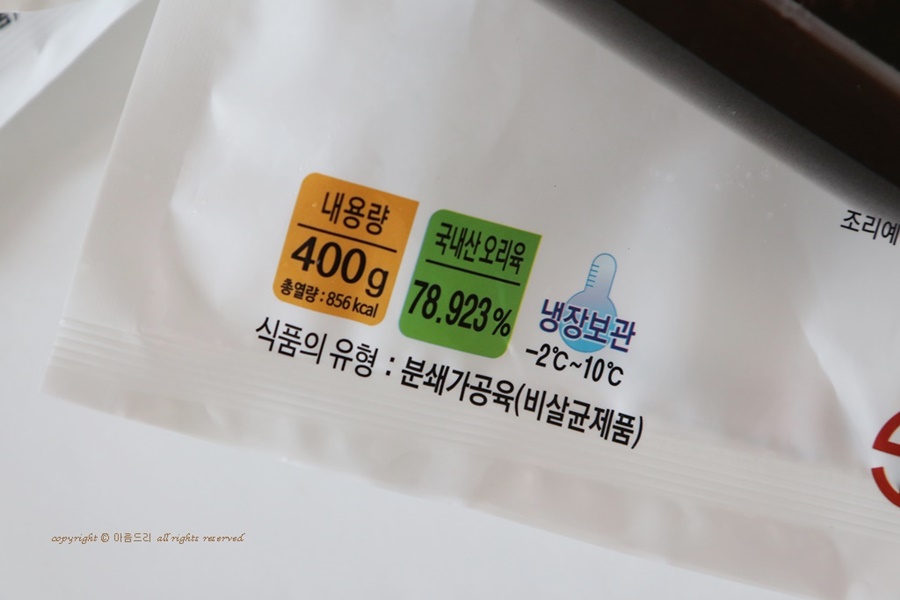 내용량
400g
총열량 : 856 kcal
국내산 오리육
78.923%
냉장보관
-2℃~10℃
식품의 유형 : 분쇄가공육(비살균제품)
조리예
copyright © 아홈드리 all rights reserved